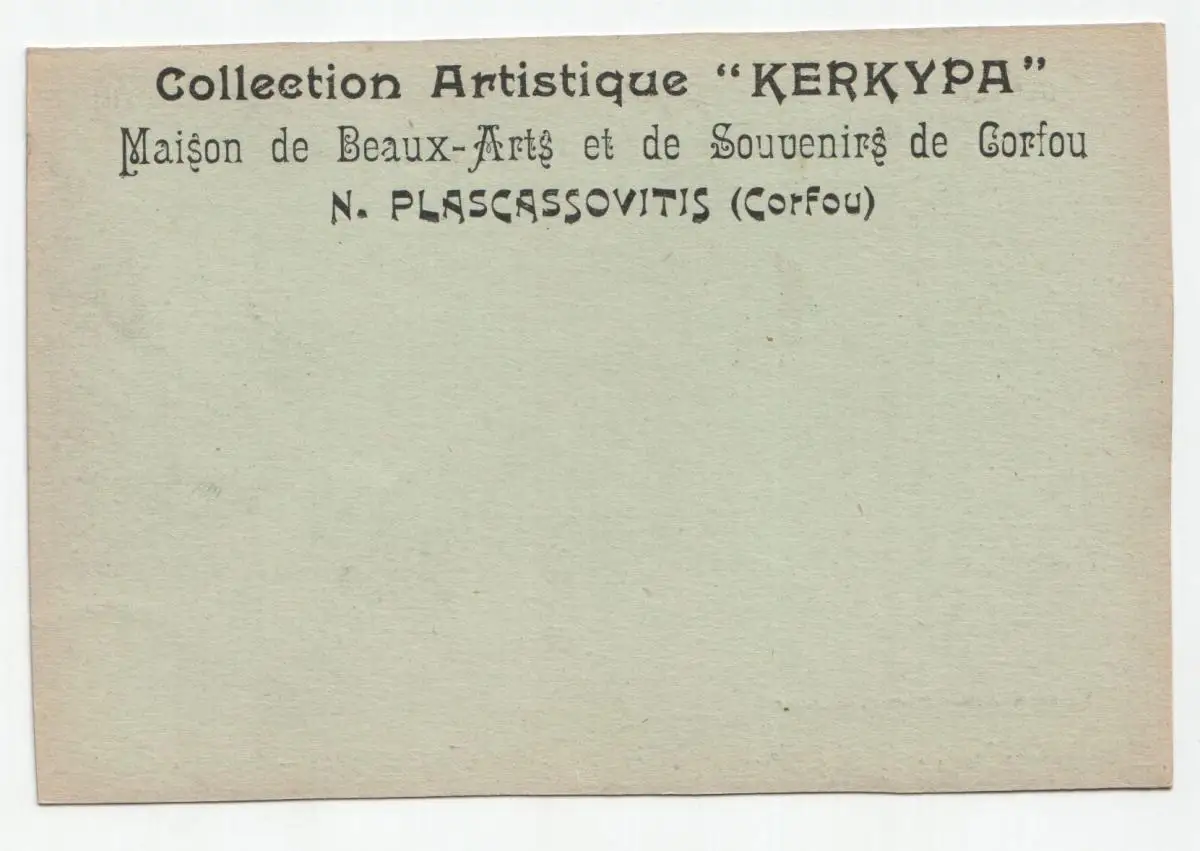 Collection Artistique “KERKYPA”
Maison de Beaux-Arts et de Souvenirs de Corfou
N. PLASCASSOVITIS (Corfou)